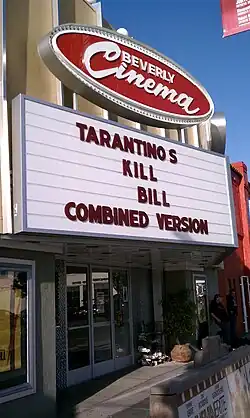 BEVERLY
Cinema
TARANTINO S
KILL
BILL
COMBINED VERSION